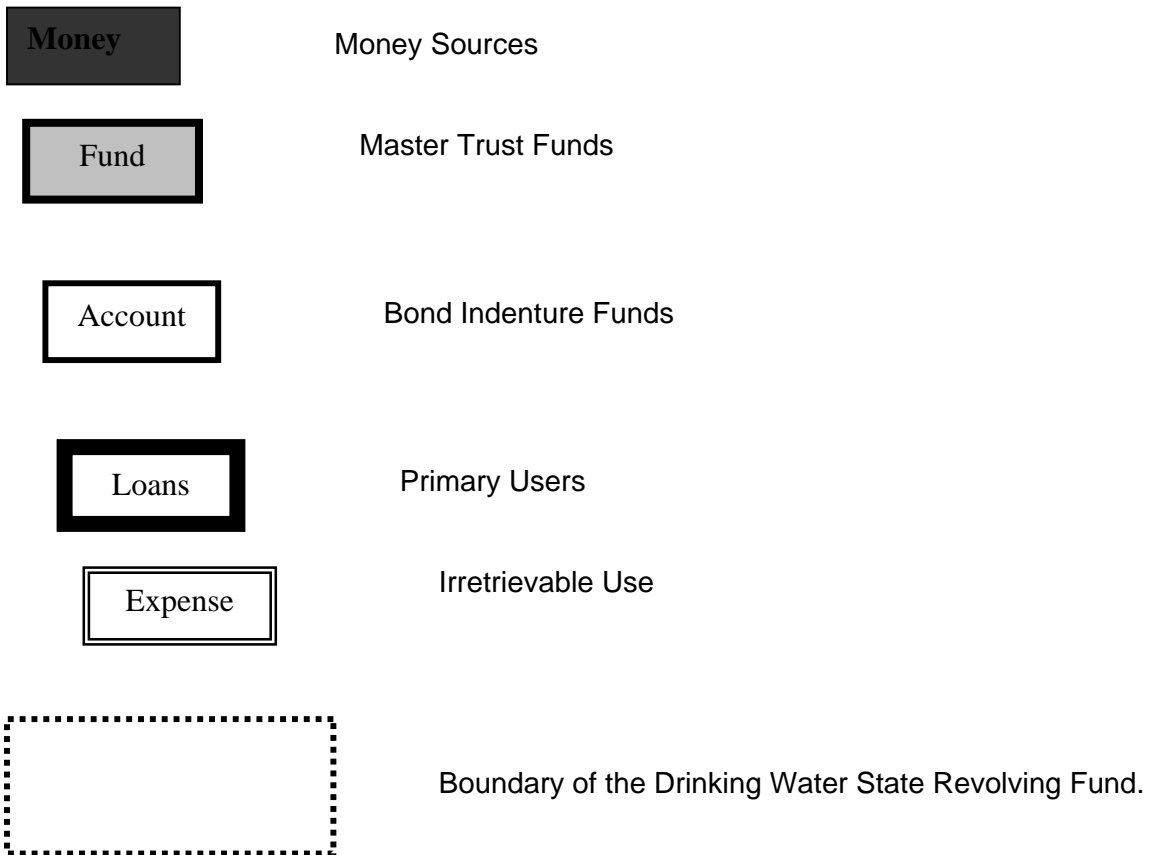 Money Money Sources
Fund Master Trust Funds
Account Bond Indenture Funds
Loans Primary Users
Expense Irretrievable Use
Boundary of the Drinking Water State Revolving Fund.